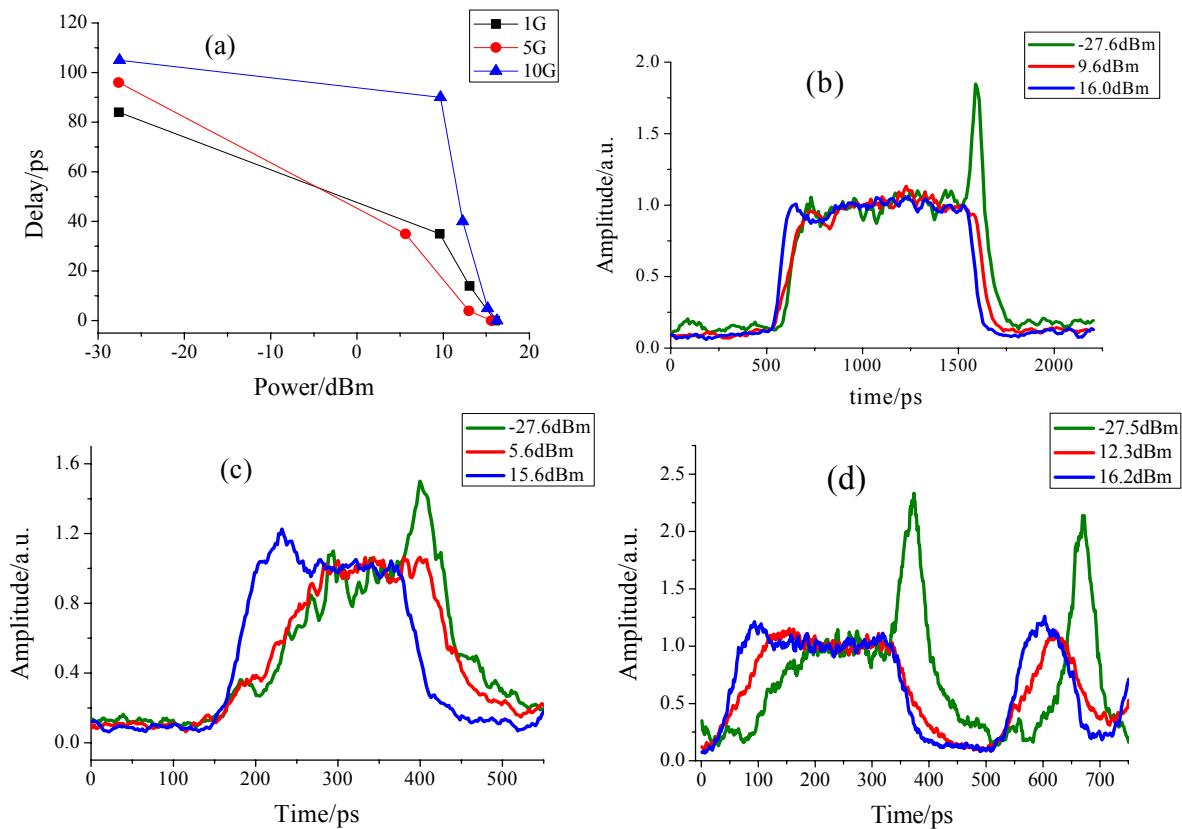 (a)
1G
5G
10G
120
100
80
60
40
20
0
Delay/ps
-30 -20 -10 0 10 20
Power/dBm
(b)
-27.6dBm
9.6dBm
16.0dBm
2.0
1.5
1.0
0.5
0.0
Amplitude/a.u.
0 500 1000 1500 2000
time/ps
(c)
-27.6dBm
5.6dBm
15.6dBm
1.6
1.2
0.8
0.4
0.0
Amplitude/a.u.
0 100 200 300 400 500
Time/ps
(d)
-27.5dBm
12.3dBm
16.2dBm
2.5
2.0
1.5
1.0
0.5
0.0
Amplitude/a.u.
0 100 200 300 400 500 600 700
Time/ps